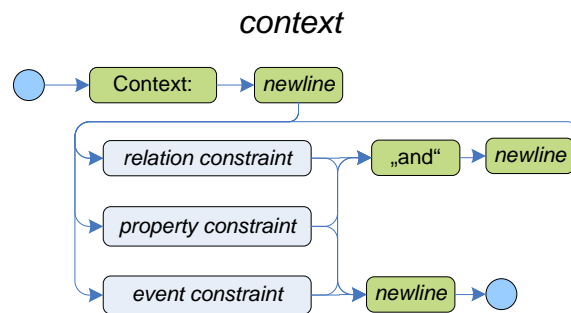 context
Context: newline
relation constraint „and“ newline
property constraint
event constraint newline